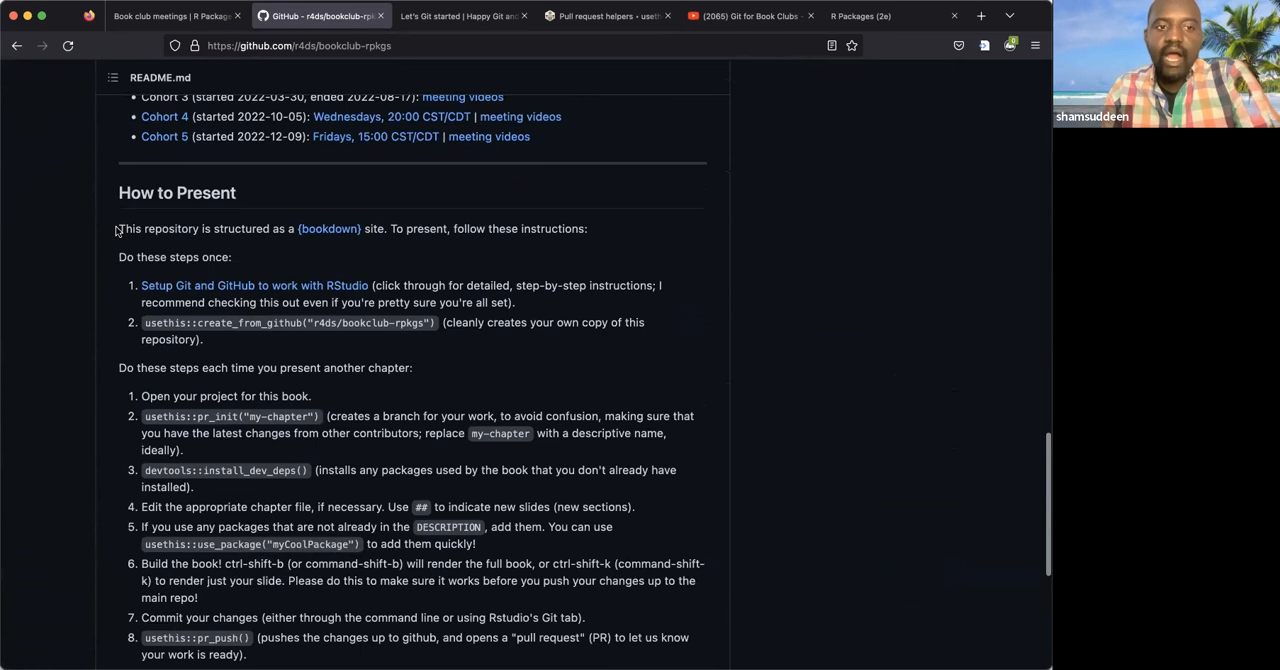 Book club meetings | R Package
GitHub - r4ds/bookclub-rpk
Let's Git started | Happy Git and
Pull request helpers • useth
(2065) Git for Book Clubs -
R Packages (2e)
https://github.com/r4ds/bookclub-rpkgs
0
README.md
Cohort 3 (started 2022-03-30, ended 2022-08-17): meeting videos
Cohort 4 (started 2022-10-05): Wednesdays, 20:00 CST/CDT | meeting videos
Cohort 5 (started 2022-12-09): Fridays, 15:00 CST/CDT | meeting videos
How to Present
This repository is structured as a {bookdown} site. To present, follow these instructions:
Do these steps once:
1. Setup Git and GitHub to work with RStudio (click through for detailed, step-by-step instructions; I
recommend checking this out even if you're pretty sure you're all set).
2. usethis::create_from_github("r4ds/bookclub-rpkgs") (cleanly creates your own copy of this
repository).
Do these steps each time you present another chapter:
1. Open your project for this book.
2. usethis::pr_init("my-chapter") (creates a branch for your work, to avoid confusion, making sure that
you have the latest changes from other contributors; replace my-chapter with a descriptive name,
ideally).
3. devtools::install_dev_deps() (installs any packages used by the book that you don't already have
installed).
4. Edit the appropriate chapter file, if necessary. Use ## to indicate new slides (new sections).
5. If you use any packages that are not already in the DESCRIPTION, add them. You can use
usethis::use_package("myCoolPackage") to add them quickly!
6. Build the book! ctrl-shift-b (or command-shift-b) will render the full book, or ctrl-shift-k (command-shift-
k) to render just your slide. Please do this to make sure it works before you push your changes up to the
main repo!
7. Commit your changes (either through the command line or using Rstudio's Git tab).
8. usethis::pr_push() (pushes the changes up to github, and opens a "pull request" (PR) to let us know
your work is ready).
shamsuddeen